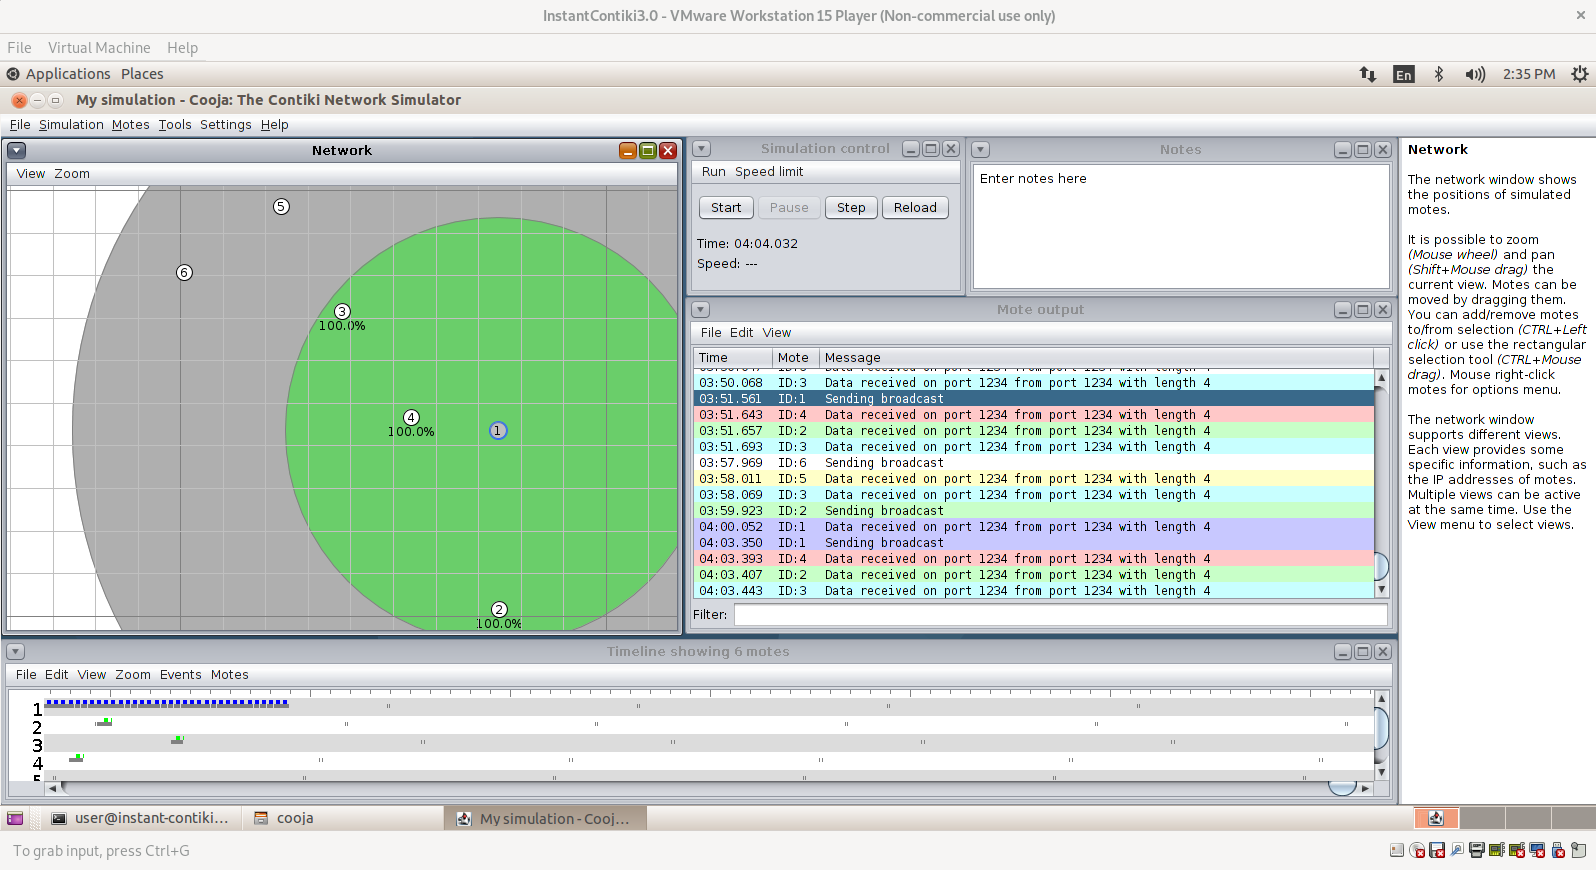 InstantContiki3.0 - VMware Workstation 15 Player (Non-commercial use only)
File Virtual Machine Help
Applications Places
En
2:35 PM
My simulation - Cooja: The Contiki Network Simulator
File Simulation Motes Tools Settings Help
Network
View Zoom
5
6
3
100.0%
4
100.0%
1
2
100.0%
Simulation control
Run Speed limit
Start Pause Step Reload
Time: 04:04.032
Speed: ---
Notes
Enter notes here
Mote output
File Edit View
Time Mote Message
03:50.068 ID:3 Data received on port 1234 from port 1234 with length 4
03:51.561 ID:1 Sending broadcast
03:51.643 ID:4 Data received on port 1234 from port 1234 with length 4
03:51.657 ID:2 Data received on port 1234 from port 1234 with length 4
03:51.693 ID:3 Data received on port 1234 from port 1234 with length 4
03:57.969 ID:6 Sending broadcast
03:58.011 ID:5 Data received on port 1234 from port 1234 with length 4
03:58.069 ID:3 Data received on port 1234 from port 1234 with length 4
03:59.923 ID:2 Sending broadcast
04:00.052 ID:1 Data received on port 1234 from port 1234 with length 4
04:03.350 ID:1 Sending broadcast
04:03.393 ID:4 Data received on port 1234 from port 1234 with length 4
04:03.407 ID:2 Data received on port 1234 from port 1234 with length 4
04:03.443 ID:3 Data received on port 1234 from port 1234 with length 4
Filter:
Network
The network window shows
the positions of simulated
motes.
It is possible to zoom
(Mouse wheel) and pan
(Shift+Mouse drag) the
current view. Motes can be
moved by dragging them.
You can add/remove motes
to/from selection (CTRL+Left
click) or use the rectangular
selection tool (CTRL+Mouse
drag). Mouse right-click
motes for options menu.
The network window
supports different views.
Each view provides some
specific information, such as
the IP addresses of motes.
Multiple views can be active
at the same time. Use the
View menu to select views.
Timeline showing 6 motes
File Edit View Zoom Events Motes
1
2
3
4
user@instant-contiki...
cooja
My simulation - Cooj...
To grab input, press Ctrl+G